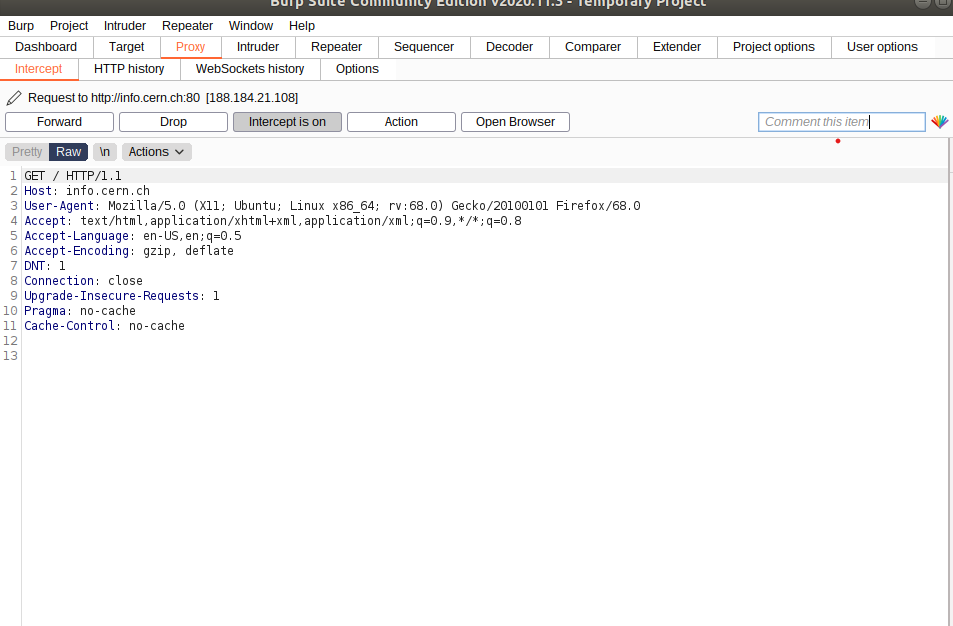 Burp Suite Community Edition v2020.11.3 - Temporary Project
Burp Project Intruder Repeater Window Help
Dashboard Target Proxy Intruder Repeater Sequencer Decoder Comparer Extender Project options User options
Intercept HTTP history WebSockets history Options
Request to http://info.cern.ch:80 [188.184.21.108]
Forward Drop Intercept is on Action Open Browser Comment this item
Pretty Raw \n Actions
1 GET / HTTP/1.1
2 Host: info.cern.ch
3 User-Agent: Mozilla/5.0 (X11; Ubuntu; Linux x86_64; rv:68.0) Gecko/20100101 Firefox/68.0
4 Accept: text/html,application/xhtml+xml,application/xml;q=0.9,*/*;q=0.8
5 Accept-Language: en-US,en;q=0.5
6 Accept-Encoding: gzip, deflate
7 DNT: 1
8 Connection: close
9 Upgrade-Insecure-Requests: 1
10 Pragma: no-cache
11 Cache-Control: no-cache
12
13